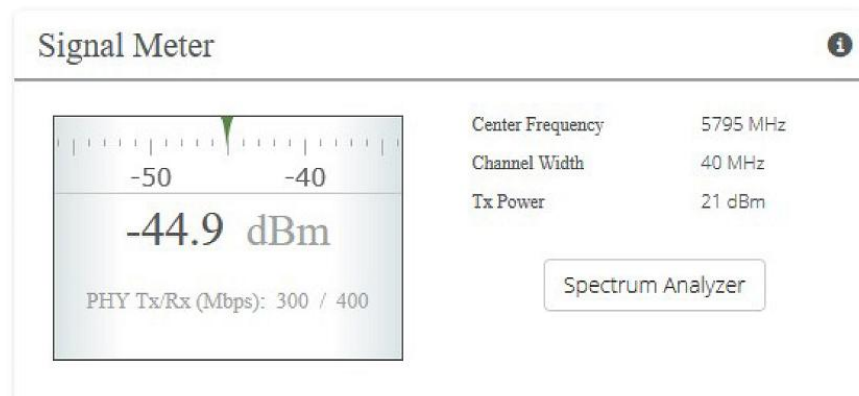 Signal Meter
-50 -40
-44.9 dBm
PHY Tx/Rx (Mbps): 300 / 400
Center Frequency 5795 MHz
Channel Width 40 MHz
Tx Power 21 dBm
Spectrum Analyzer